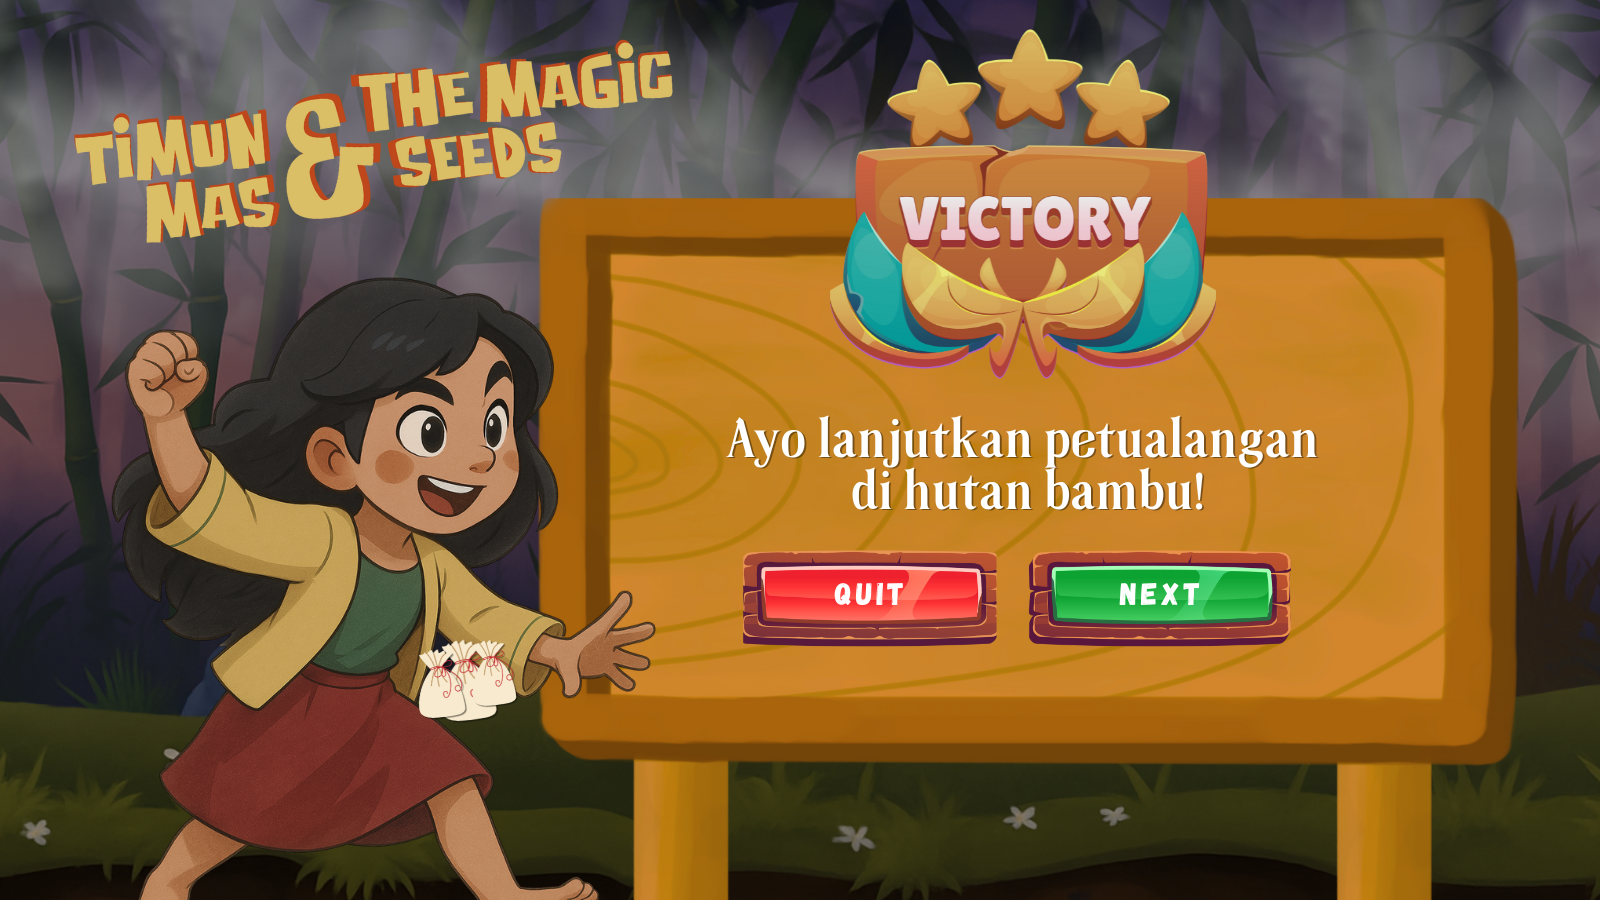 TiMUN MAS & THE MAGiC SEEDS
VICTORY
Ayo lanjutkan petualangan
di hutan bambu!
QUIT
NEXT